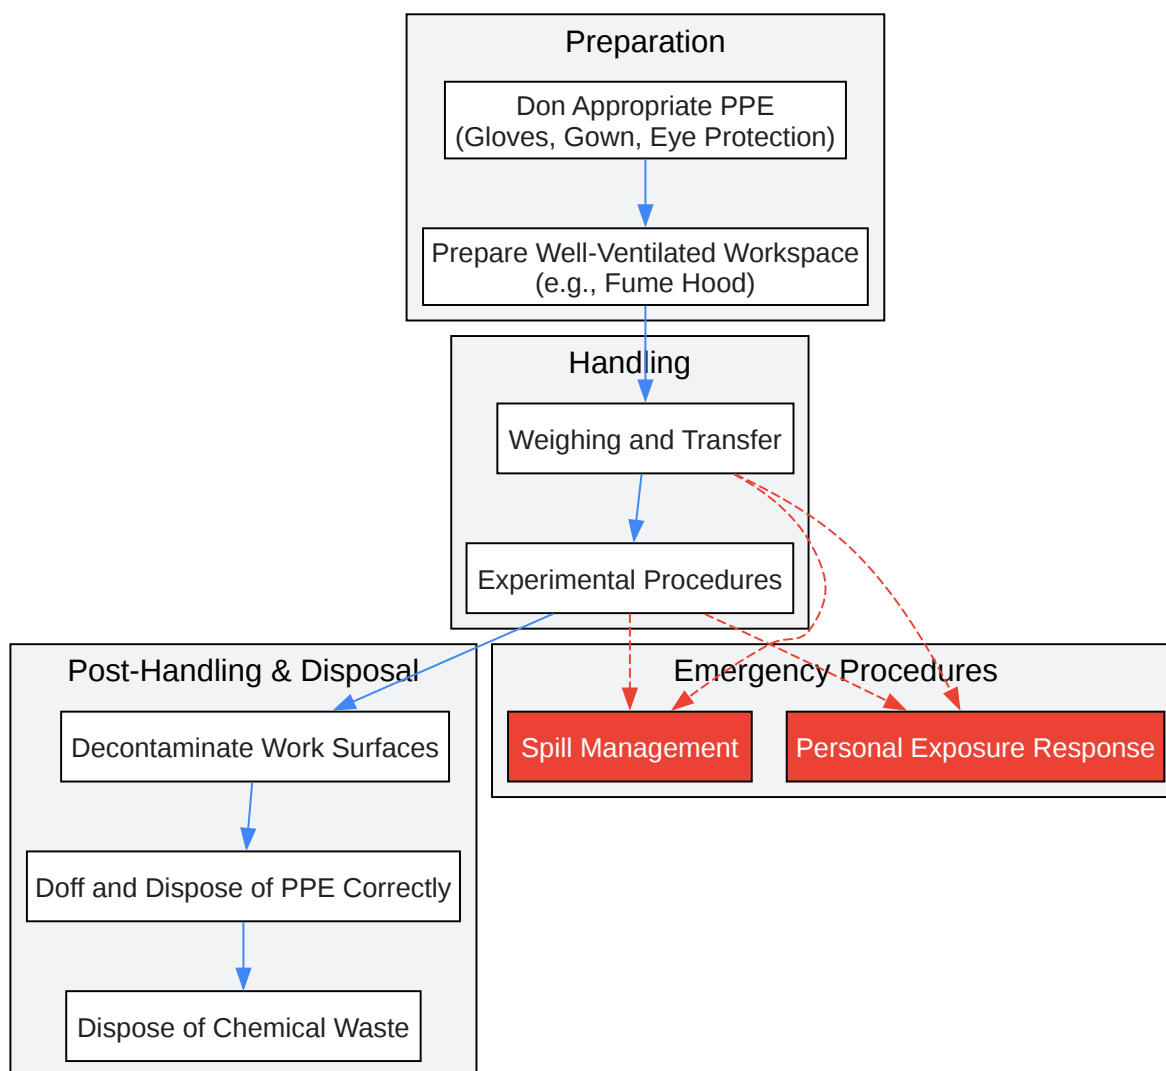 Preparation
Don Appropriate PPE
(Gloves, Gown, Eye Protection)
Prepare Well-Ventilated Workspace
(e.g., Fume Hood)
Handling
Weighing and Transfer
Experimental Procedures
Post-Handling & Disposal
Decontaminate Work Surfaces
Doff and Dispose of PPE Correctly
Dispose of Chemical Waste
Emergency Procedures
Spill Management
Personal Exposure Response